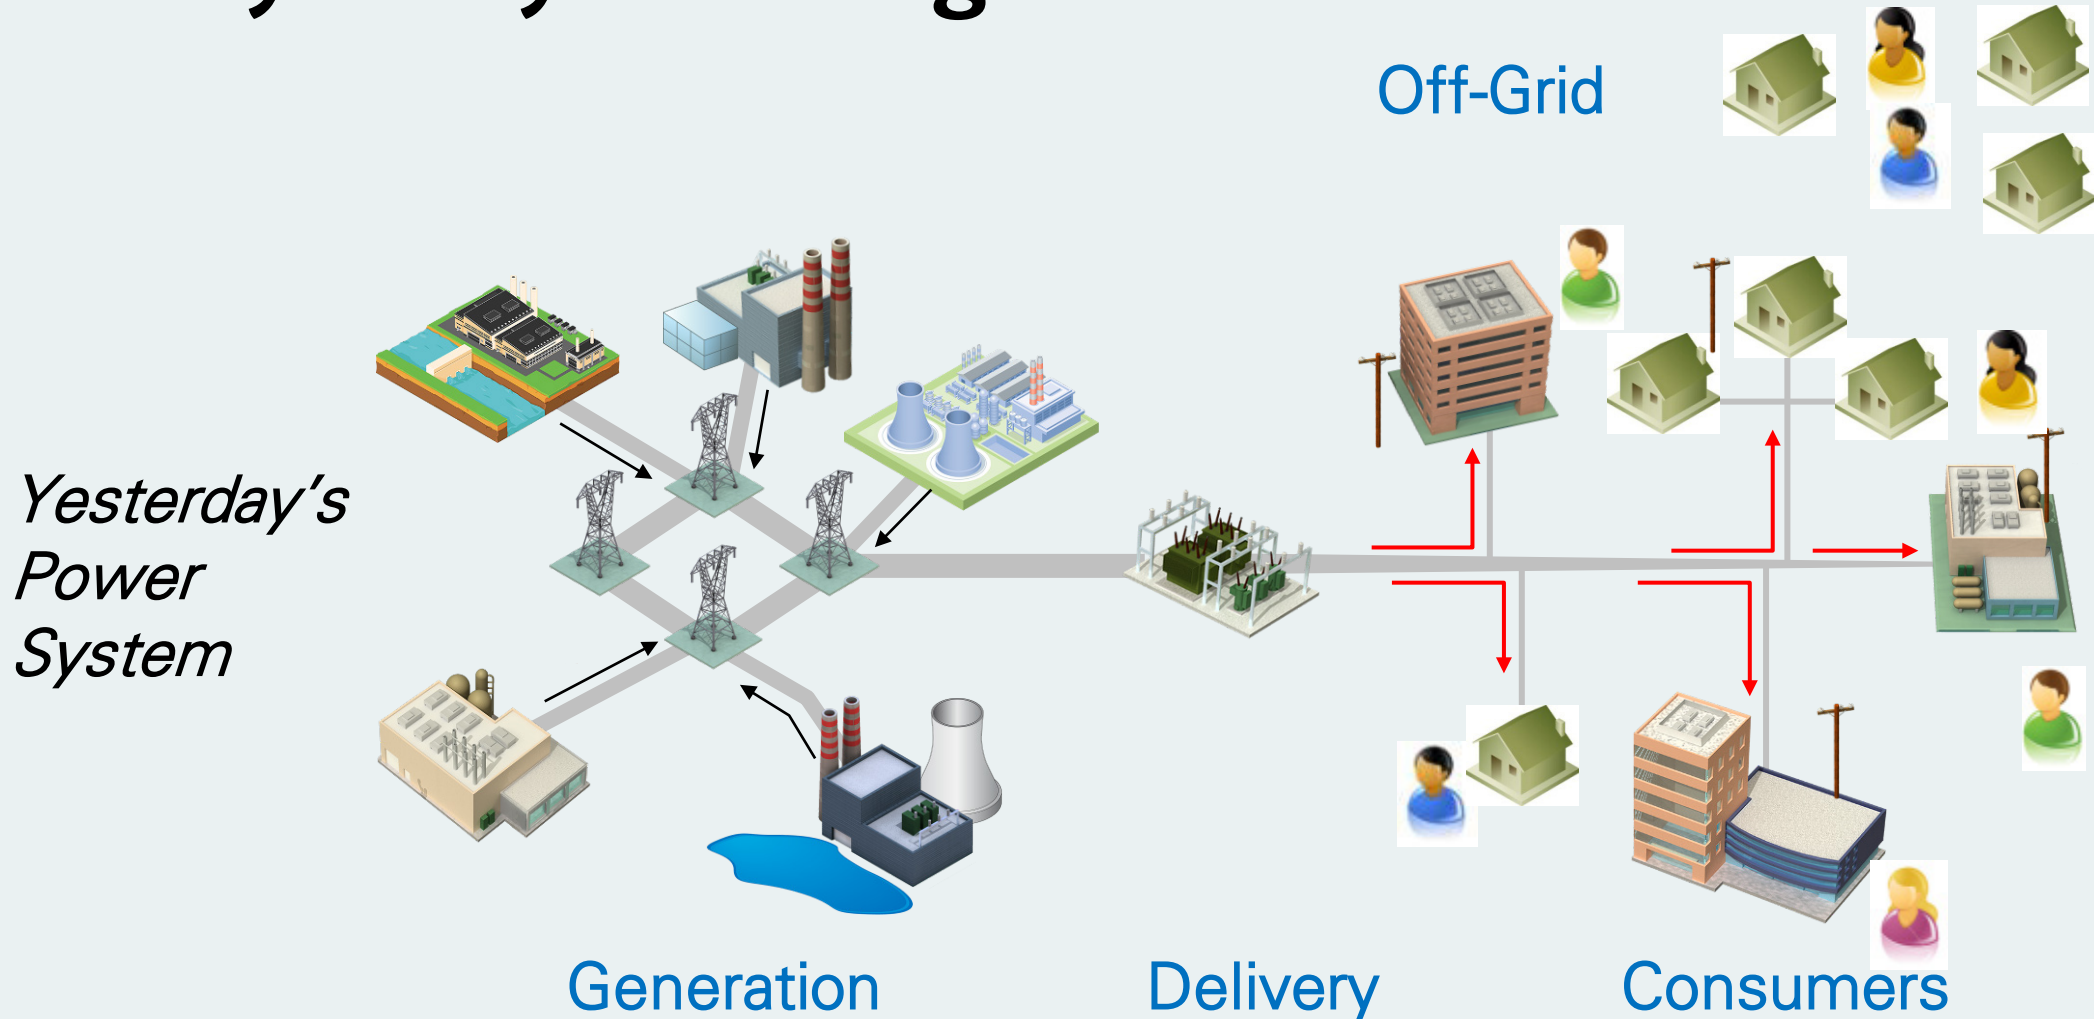 Off-Grid
Yesterday's
Power
System
Generation
Delivery
Consumers